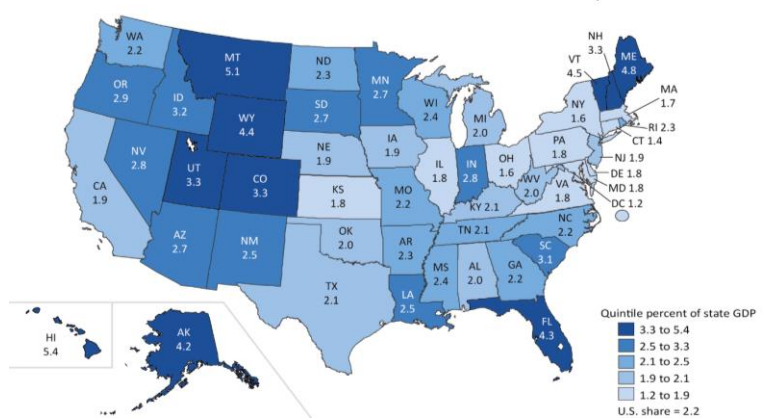 WA
2.2
OR
2.9
CA
1.9
NV
2.8
ID
3.2
MT
5.1
WY
4.4
UT
3.3
CO
3.3
AZ
2.7
NM
2.5
ND
2.3
SD
2.7
NE
1.9
KS
1.8
OK
2.0
TX
2.1
MN
2.7
IA
1.9
MO
2.2
AR
2.3
LA
2.5
WI
2.4
IL
1.8
MS
2.4
MI
2.0
IN
2.8
KY 2.1
TN 2.1
AL
2.0
OH
1.6
WV
2.0
GA
2.2
FL
4.3
SC
3.1
NC
2.2
VA
1.8
PA
1.8
NY
1.6
VT
4.5
NH
3.3
ME
4.8
MA
1.7
RI 2.3
CT 1.4
NJ 1.9
DE 1.8
MD 1.8
DC 1.2
HI
5.4
AK
4.2
Quintile percent of state GDP
3.3 to 5.4
2.5 to 3.3
2.1 to 2.5
1.9 to 2.1
1.2 to 1.9
U.S. share = 2.2